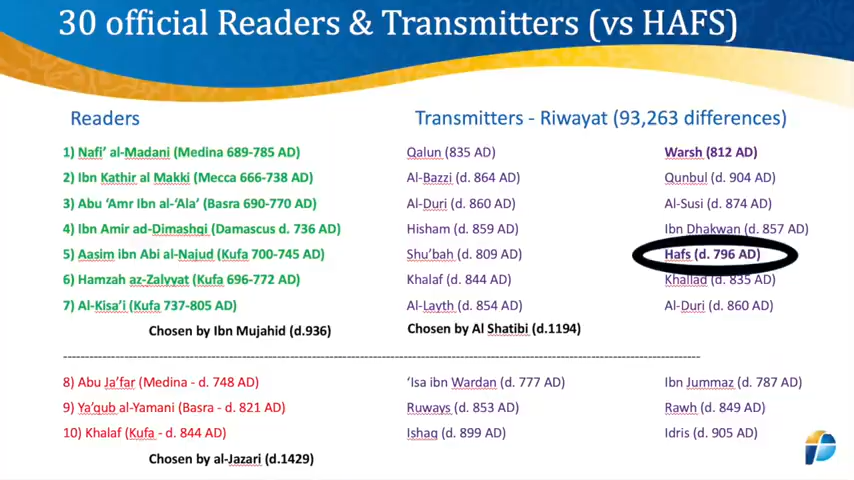 30 official Readers & Transmitters (vs HAFS)
Readers Transmitters - Riwayat (93,263 differences)
1) Nafi’ al-Madani (Medina 689-785 AD) Qalun (835 AD) Warsh (812 AD)
2) Ibn Kathir al Makki (Mecca 666-738 AD) Al-Bazzi (d. 864 AD) Qunbul (d. 904 AD)
3) Abu ‘Amr Ibn al-‘Ala’ (Basra 690-770 AD) Al-Duri (d. 860 AD) Al-Susi (d. 874 AD)
4) Ibn Amir ad-Dimashqi (Damascus d. 736 AD) Hisham (d. 859 AD) Ibn Dhakwan (d. 857 AD)
5) Aasim ibn Abi al-Najud (Kufa 700-745 AD) Shu’bah (d. 809 AD) Hafs (d. 796 AD)
6) Hamzah az-Zalyyat (Kufa 696-772 AD) Khalaf (d. 844 AD) Khallad (d. 835 AD)
7) Al-Kisa’i (Kufa 737-805 AD) Al-Layth (d. 854 AD) Al-Duri (d. 860 AD)
Chosen by Ibn Mujahid (d.936) Chosen by Al Shatibi (d.1194)
8) Abu Ja’far (Medina - d. 748 AD) ‘Isa ibn Wardan (d. 777 AD) Ibn Jummaz (d. 787 AD)
9) Ya’qub al-Yamani (Basra - d. 821 AD) Ruways (d. 853 AD) Rawh (d. 849 AD)
10) Khalaf (Kufa - d. 844 AD) Ishaq (d. 899 AD) Idris (d. 905 AD)
Chosen by al-Jazari (d.1429)